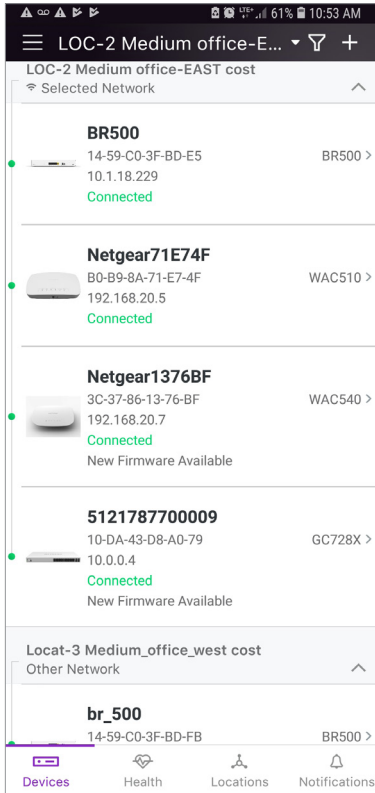 LTE+ 61% 10:53 AM
LOC-2 Medium office-E...
LOC-2 Medium office-EAST cost
Selected Network
BR500
14-59-C0-3F-BD-E5
BR500
10.1.18.229
Connected
Netgear71E74F
B0-B9-8A-71-E7-4F
WAC510
192.168.20.5
Connected
Netgear1376BF
3C-37-86-13-76-BF
WAC540
192.168.20.7
Connected
New Firmware Available
5121787700009
10-DA-43-D8-A0-79
GC728X
10.0.0.4
Connected
New Firmware Available
Locat-3 Medium_office_west cost
Other Network
br_500
14-59-C0-3F-BD-FB
BR500
Devices Health Locations Notifications